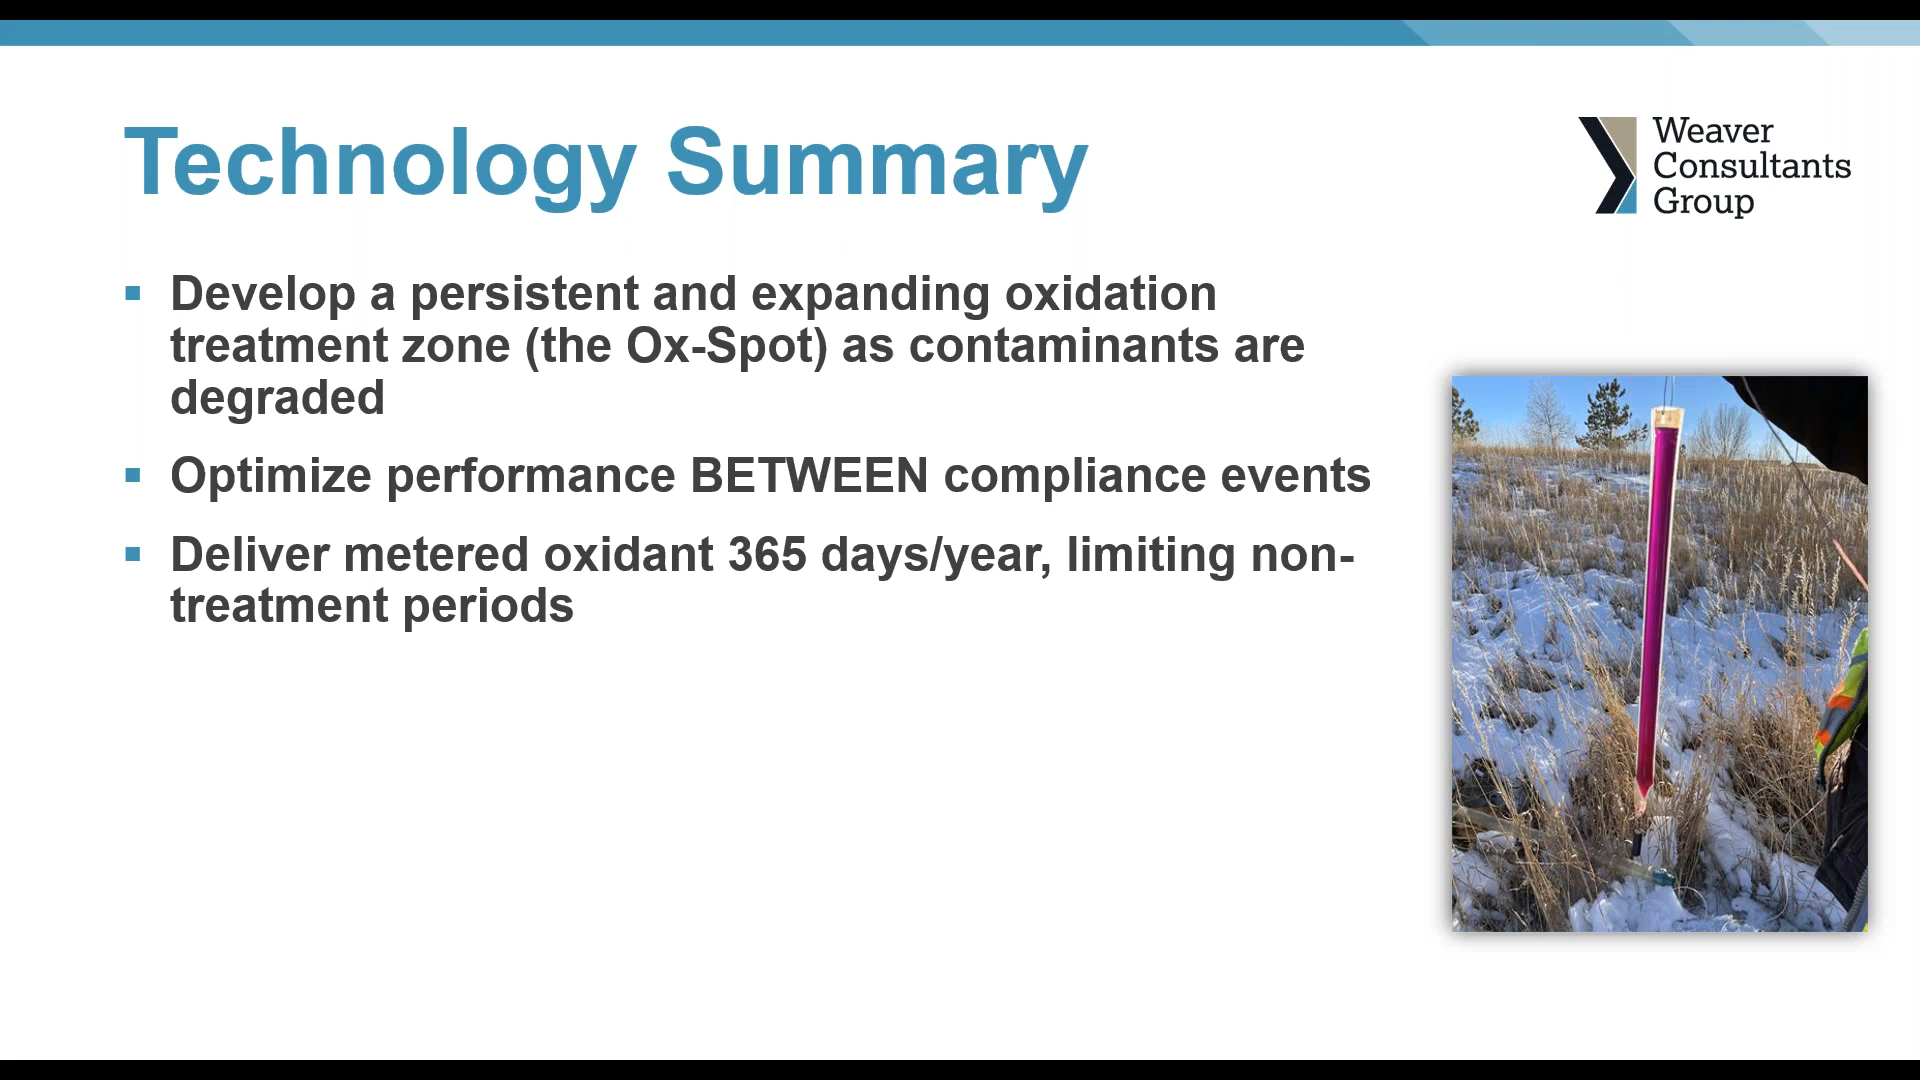 Technology Summary
Weaver
Consultants
Group
▪ Develop a persistent and expanding oxidation
treatment zone (the Ox-Spot) as contaminants are
degraded
▪ Optimize performance BETWEEN compliance events
▪ Deliver metered oxidant 365 days/year, limiting non-
treatment periods